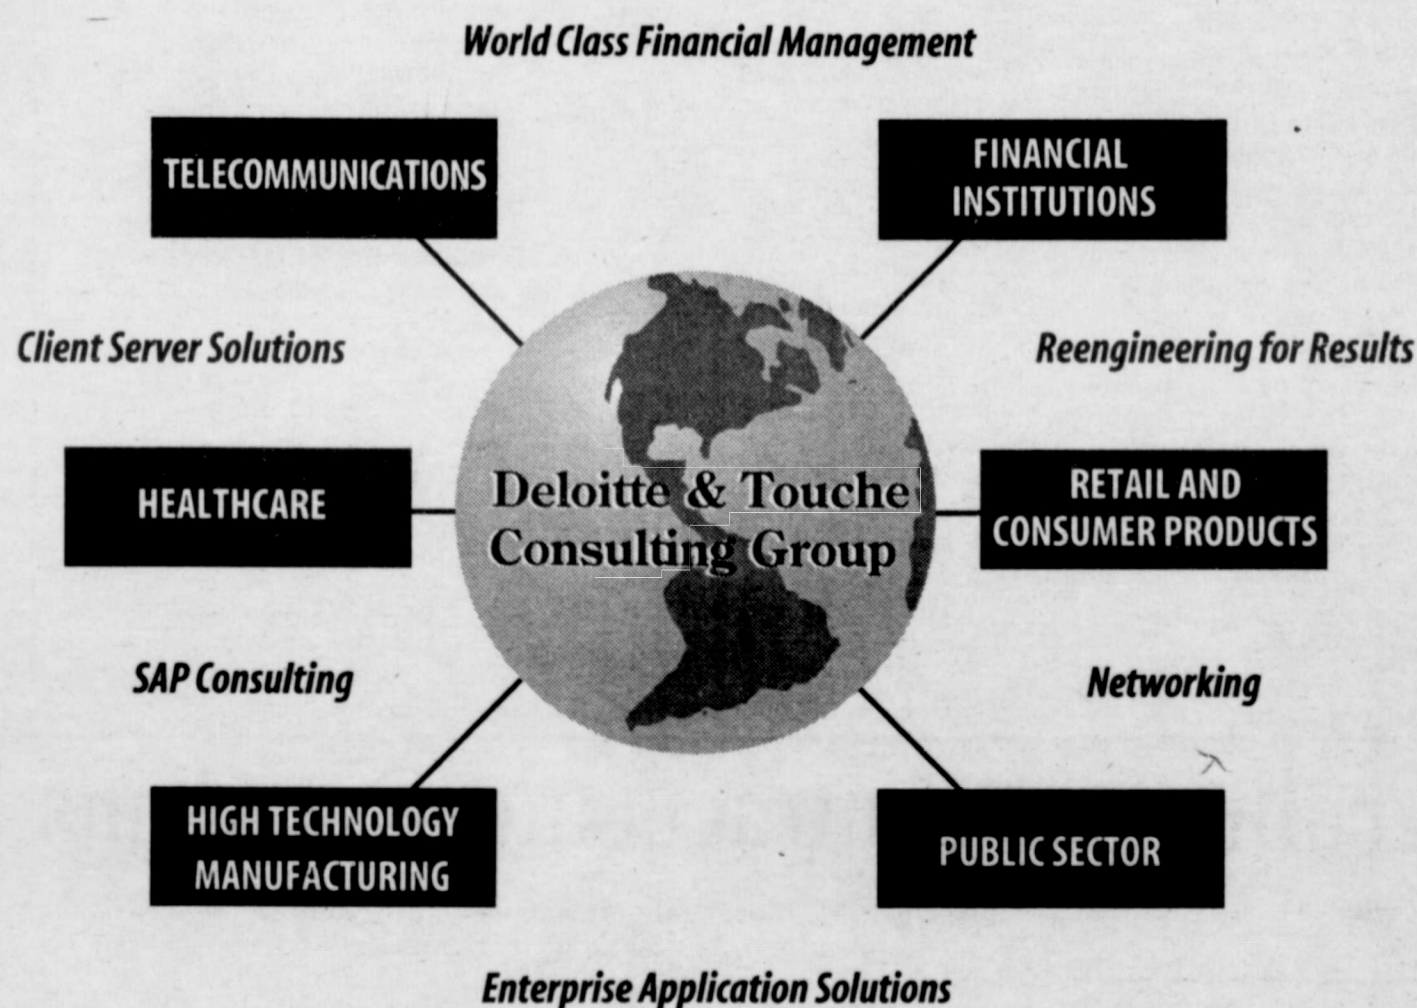 World Class Financial Management
TELECOMMUNICATIONS
FINANCIAL
INSTITUTIONS
Client Server Solutions
Reengineering for Results
HEALTHCARE
Deloitte & Touche
Consulting Group
RETAIL AND
CONSUMER PRODUCTS
SAP Consulting
Networking
HIGH TECHNOLOGY
MANUFACTURING
PUBLIC SECTOR
Enterprise Application Solutions